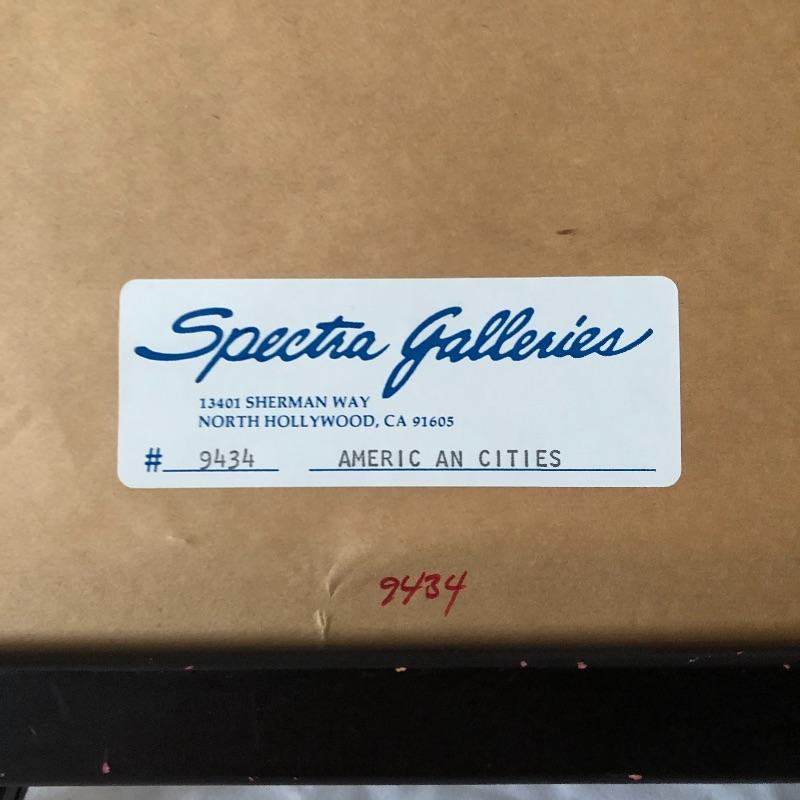 Spectra Galleries
13401 SHERMAN WAY
NORTH HOLLYWOOD, CA 91605
# 9434 AMERIC AN CITIES
9434